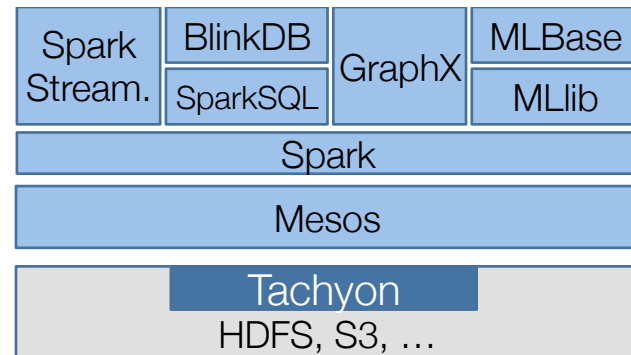 Spark
Stream.
BlinkDB
SparkSQL
GraphX
MLBase
MLlib
Spark
Mesos
Tachyon
HDFS, S3, …